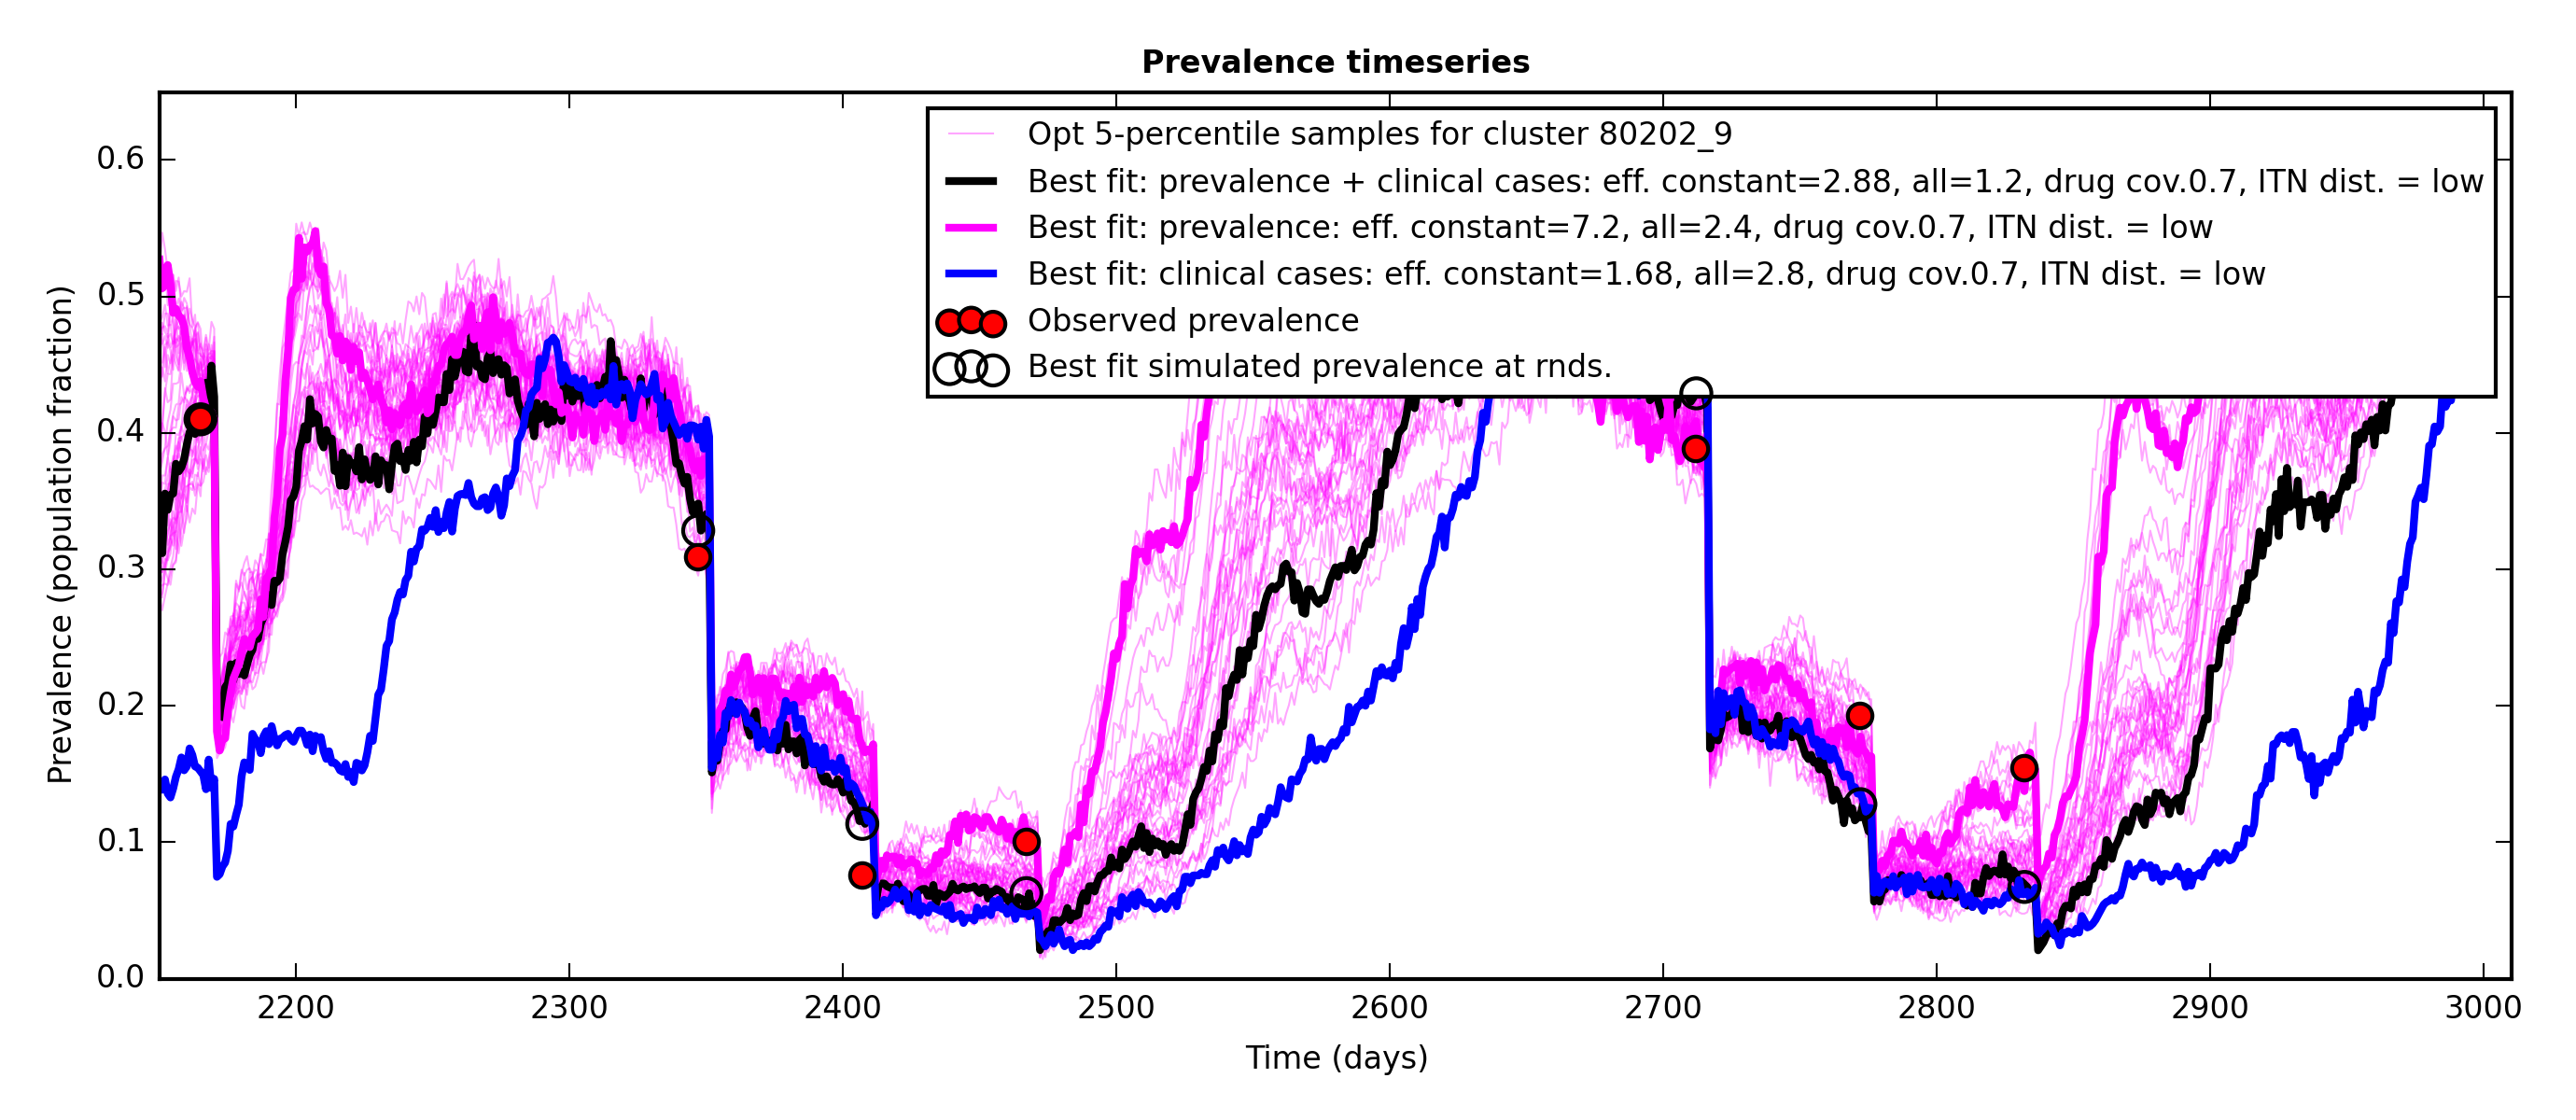 Prevalence timeseries
Opt 5-percentile samples for cluster 80202_9
Best fit: prevalence + clinical cases: eff. constant=2.88, all=1.2, drug cov.0.7, ITN dist. = low
Best fit: prevalence: eff. constant=7.2, all=2.4, drug cov.0.7, ITN dist. = low
Best fit: clinical cases: eff. constant=1.68, all=2.8, drug cov.0.7, ITN dist. = low
Observed prevalence
Best fit simulated prevalence at rnds.
Prevalence (population fraction)
0.6
0.5
0.4
0.3
0.2
0.1
0.0
2200 2300 2400 2500 2600 2700 2800 2900 3000
Time (days)